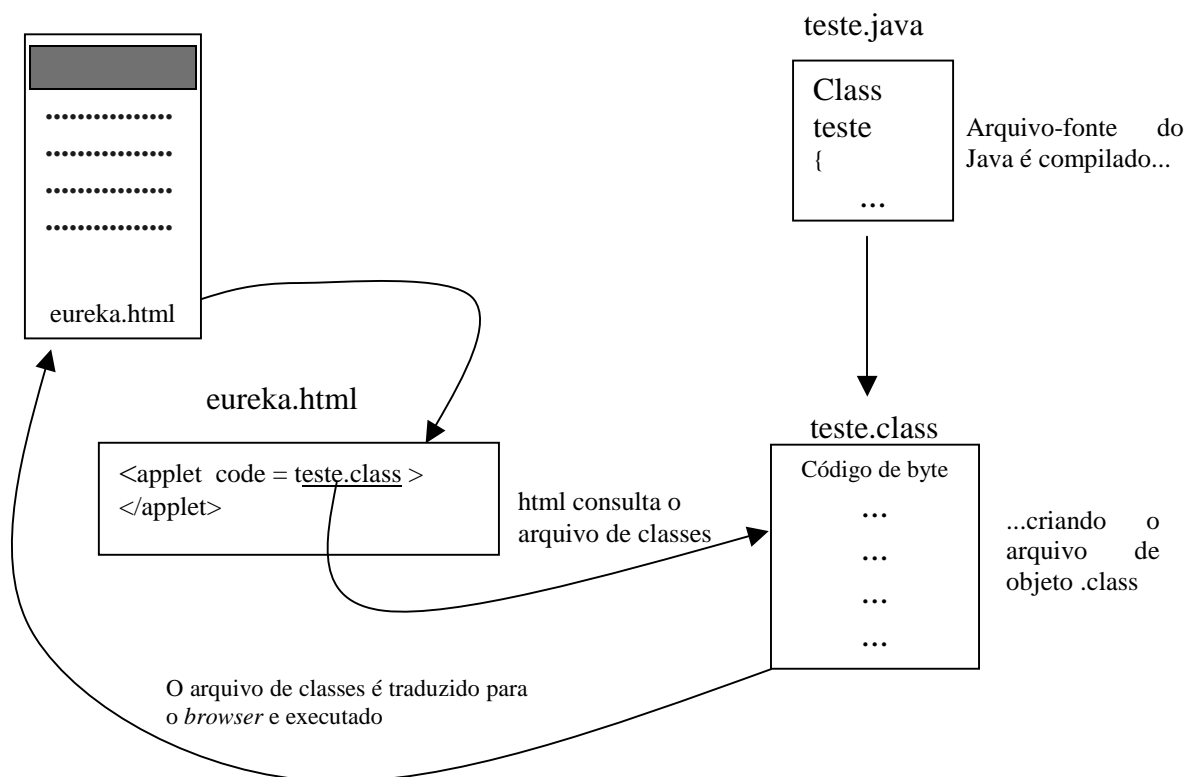 teste.java
Class
teste
{
...
Arquivo-fonte do
Java é compilado...
................
................
................
................
eureka.html
eureka.html
<applet code = teste.class >
</applet>
html consulta o
arquivo de classes
teste.class
Código de byte
...
...
...
...
...criando o
arquivo de
objeto .class
O arquivo de classes é traduzido para
o browser e executado